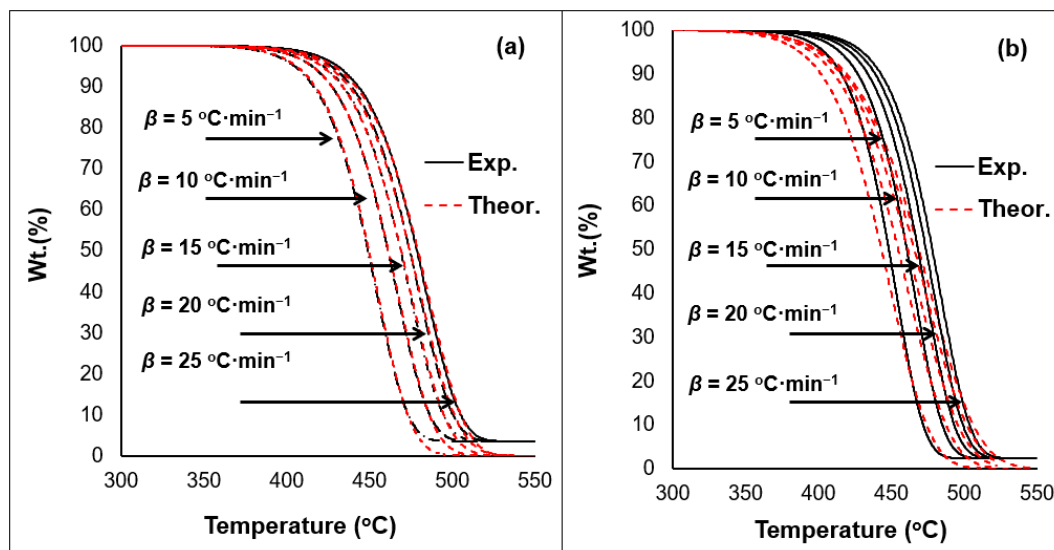 (a)
100
90
80
70
60
50
40
30
20
10
0
Wt.(%)
β = 5 °C·min⁻¹
β = 10 °C·min⁻¹
β = 15 °C·min⁻¹
β = 20 °C·min⁻¹
β = 25 °C·min⁻¹
Exp.
Theor.
300 350 400 450 500 550
Temperature (°C)
(b)
100
90
80
70
60
50
40
30
20
10
0
Wt.(%)
β = 5 °C·min⁻¹
β = 10 °C·min⁻¹
β = 15 °C·min⁻¹
β = 20 °C·min⁻¹
β = 25 °C·min⁻¹
Exp.
Theor.
300 350 400 450 500 550
Temperature (°C)